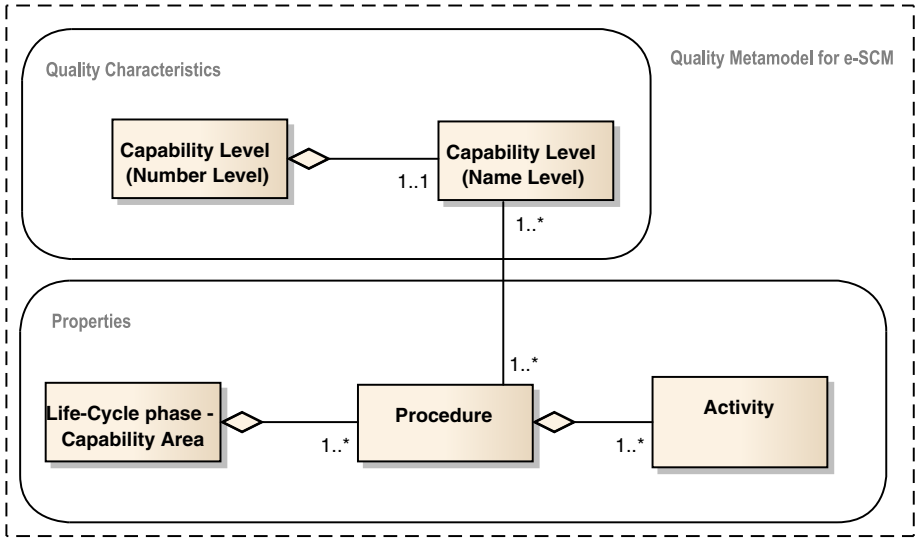 Quality Metamodel for e-SCM
Quality Characteristics
Capability Level
(Number Level)
1..1
Capability Level
(Name Level)
1..*
Properties
1..*
Life-Cycle phase -
Capability Area
1..*
Procedure
1..*
Activity